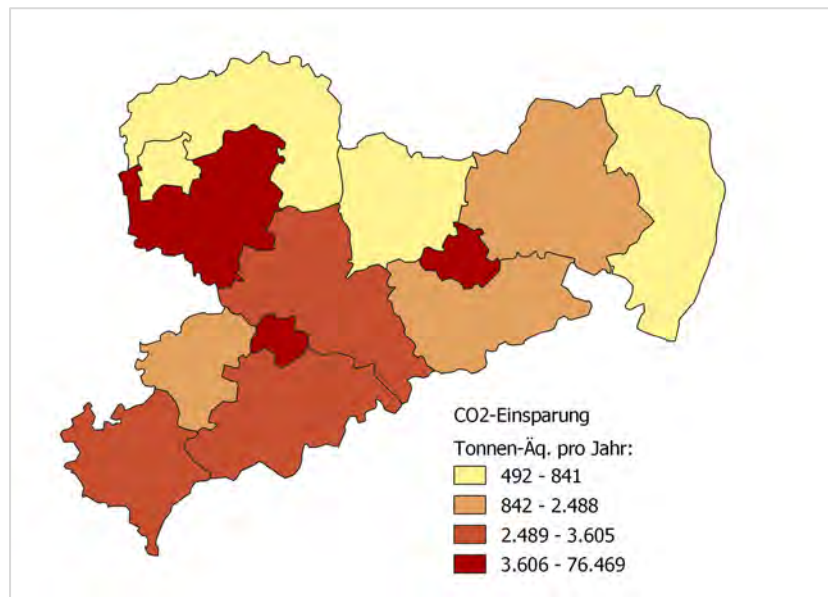 CO2-Einsparung
Tonnen-Äq. pro Jahr:
492 - 841
842 - 2.488
2.489 - 3.605
3.606 - 76.469